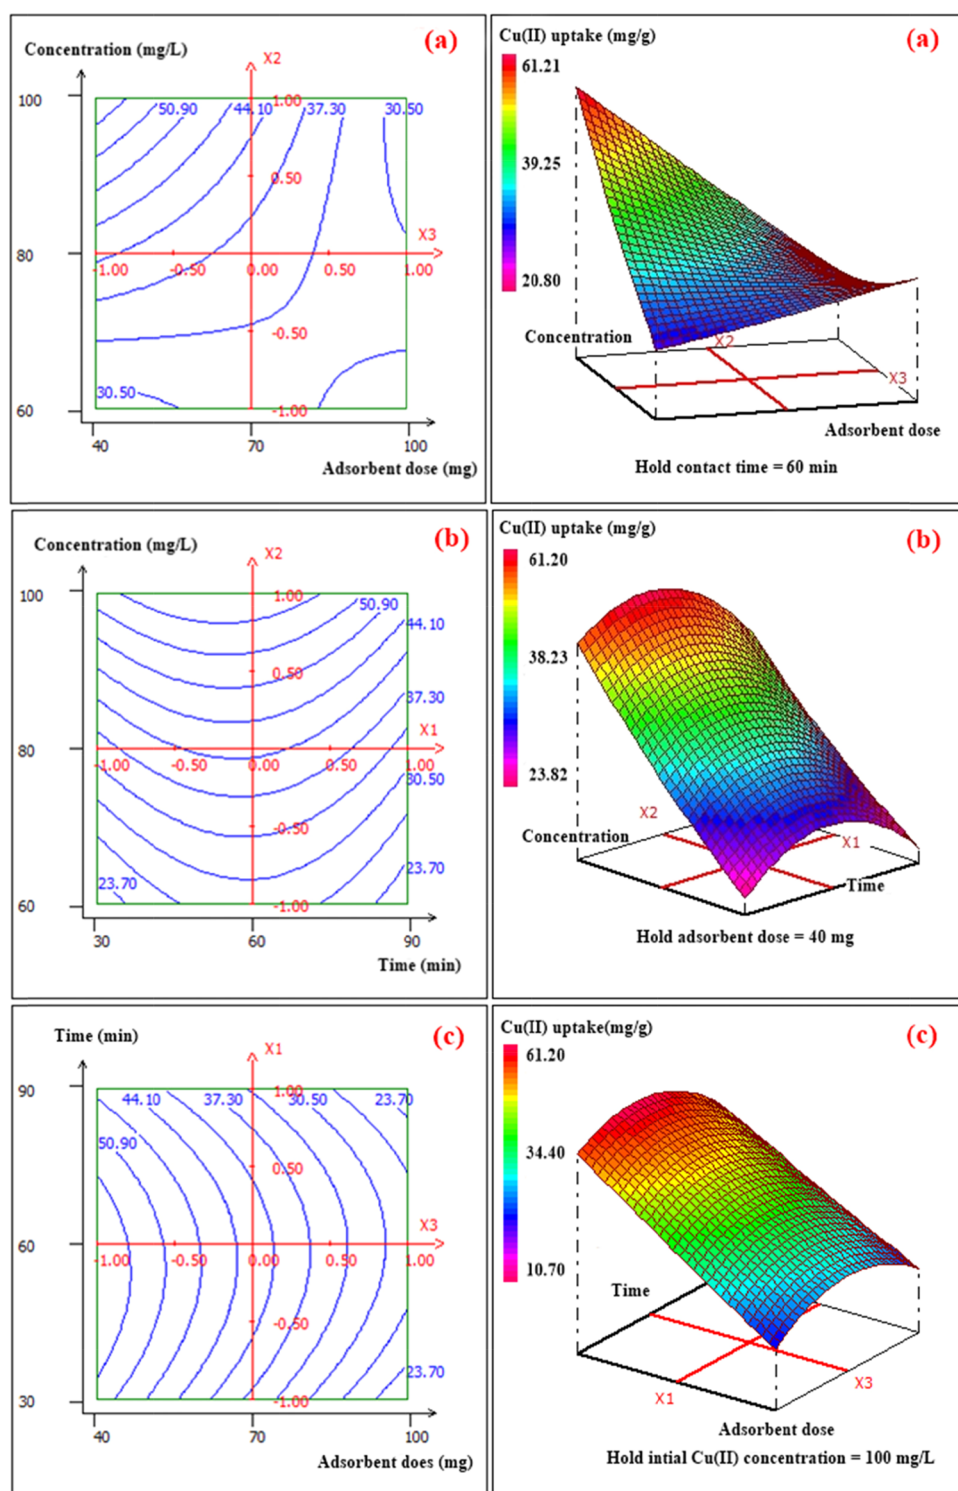 Concentration (mg/L)
(a)
X2
100
1.00
50.90
44.10
37.30
30.50
0.50
X3
80
-1.00
-0.50
0.00
0.50
1.00
-0.50
30.50
-1.00
60
40
70
100
Adsorbent dose (mg)
Cu(II) uptake (mg/g)
(a)
61.21
39.25
20.80
Concentration
X2
X3
Adsorbent dose
Hold contact time = 60 min
Concentration (mg/L)
(b)
X2
100
1.00
50.90
44.10
0.50
37.30
X1
80
-1.00
-0.50
0.00
0.50
1.00
30.50
-0.50
23.70
23.70
-1.00
60
30
60
90
Time (min)
Cu(II) uptake (mg/g)
(b)
61.20
38.23
23.82
X2
Concentration
X1
Time
Hold adsorbent dose = 40 mg
Time (min)
(c)
X1
90
1.00
44.10
37.30
30.50
23.70
50.90
0.50
X3
60
-1.00
-0.50
0.00
0.50
1.00
-0.50
23.70
-1.00
30
40
70
100
Adsorbent does (mg)
Cu(II) uptake(mg/g)
(c)
61.20
34.40
10.70
Time
X1
X3
Adsorbent dose
Hold intial Cu(II) concentration = 100 mg/L